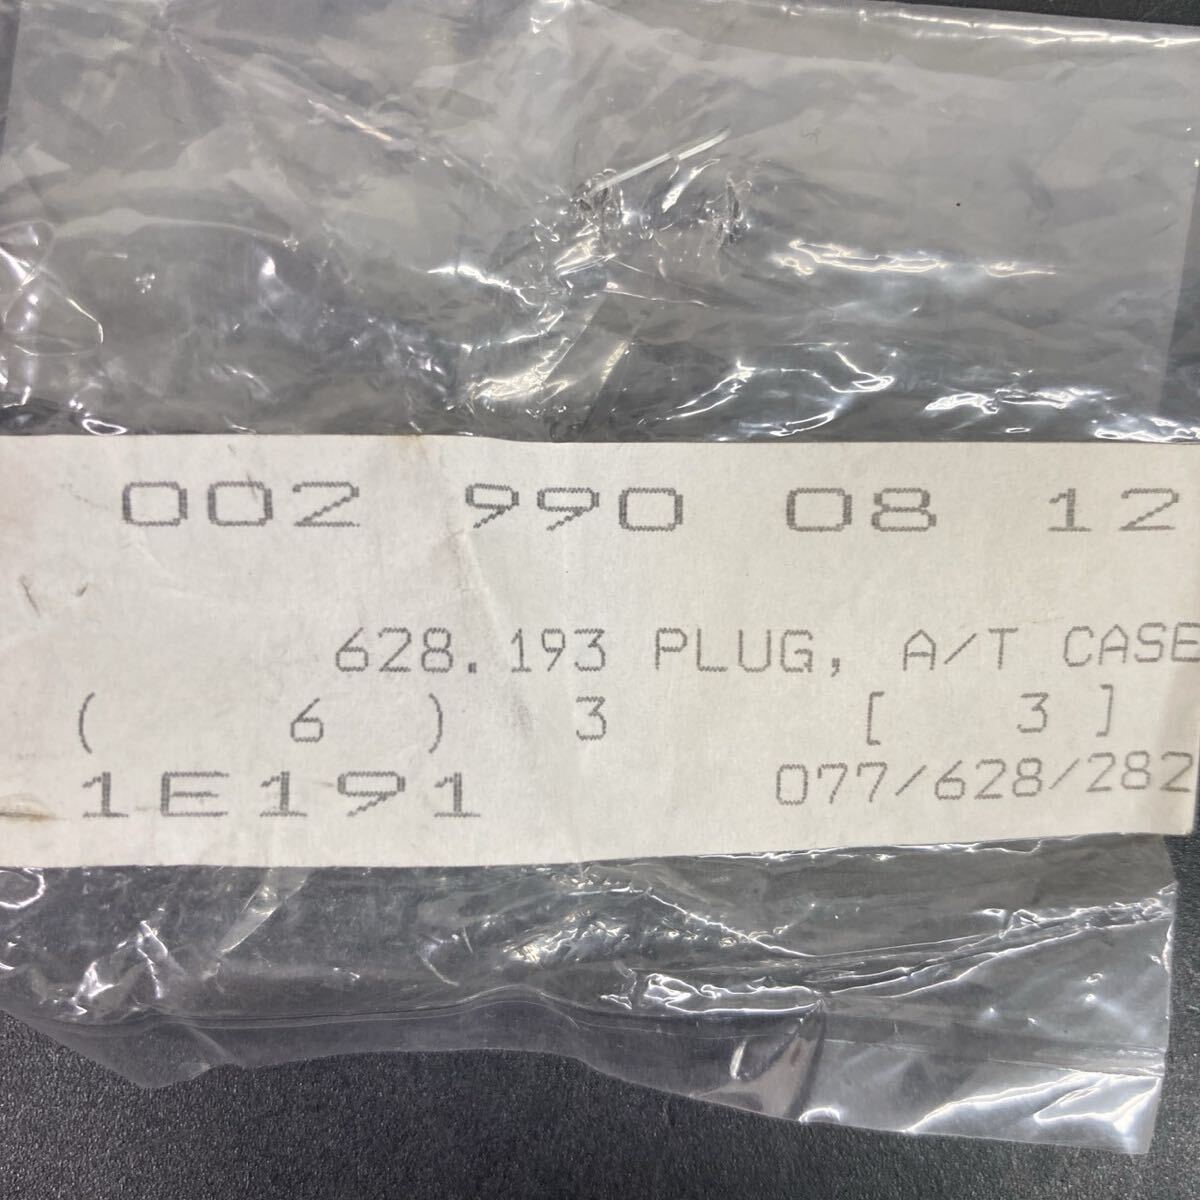 002 990 08 12
628.193 PLUG, A/T CASE
( 6 ) 3 [ 3 ]
1E191 077/628/282